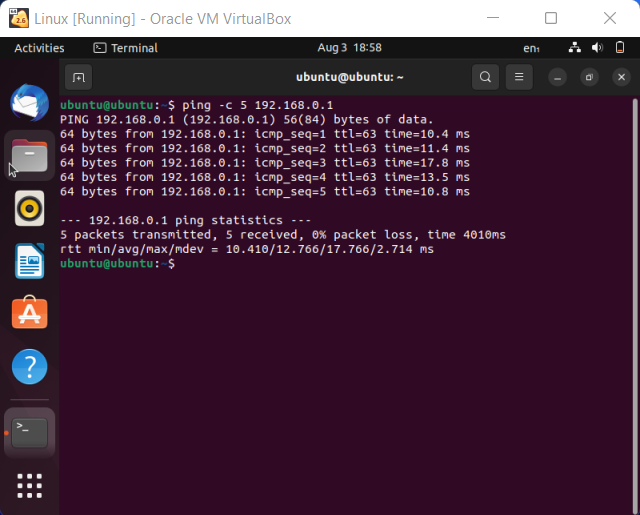 Linux [Running] - Oracle VM VirtualBox
Activities
Terminal
Aug 3 18:58
en₁
ubuntu@ubuntu: ~
ubuntu@ubuntu:~$ ping -c 5 192.168.0.1
PING 192.168.0.1 (192.168.0.1) 56(84) bytes of data.
64 bytes from 192.168.0.1: icmp_seq=1 ttl=63 time=10.4 ms
64 bytes from 192.168.0.1: icmp_seq=2 ttl=63 time=11.4 ms
64 bytes from 192.168.0.1: icmp_seq=3 ttl=63 time=17.8 ms
64 bytes from 192.168.0.1: icmp_seq=4 ttl=63 time=13.5 ms
64 bytes from 192.168.0.1: icmp_seq=5 ttl=63 time=10.8 ms
--- 192.168.0.1 ping statistics ---
5 packets transmitted, 5 received, 0% packet loss, time 4010ms
rtt min/avg/max/mdev = 10.410/12.766/17.766/2.714 ms
ubuntu@ubuntu:~$